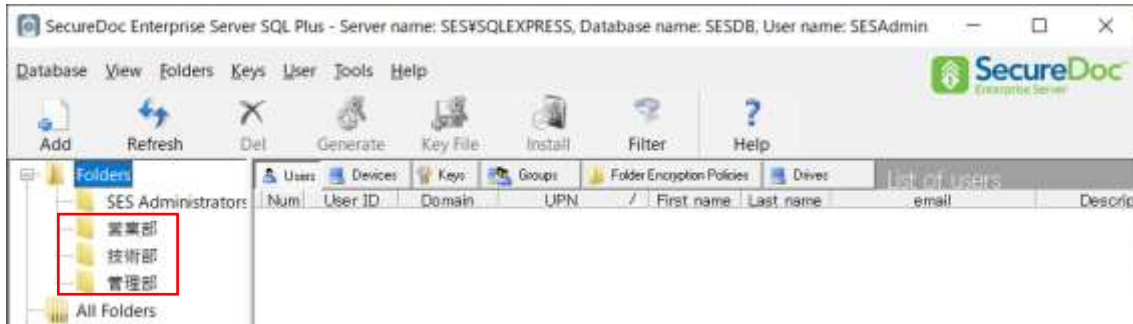 SecureDoc Enterprise Server SQL Plus - Server name: SES¥SQLEXPRESS, Database name: SESDB, User name: SESAdmin
Database View Folders Keys User Tools Help
SecureDoc
Enterprise Server
Add Refresh Del Generate Key File Install Filter Help
Folders
Users Devices Keys Groups Folder Encryption Policies Drives List of users
SES Administrators
Num User ID Domain UPN / First name Last name email Descrip
営業部
技術部
管理部
All Folders